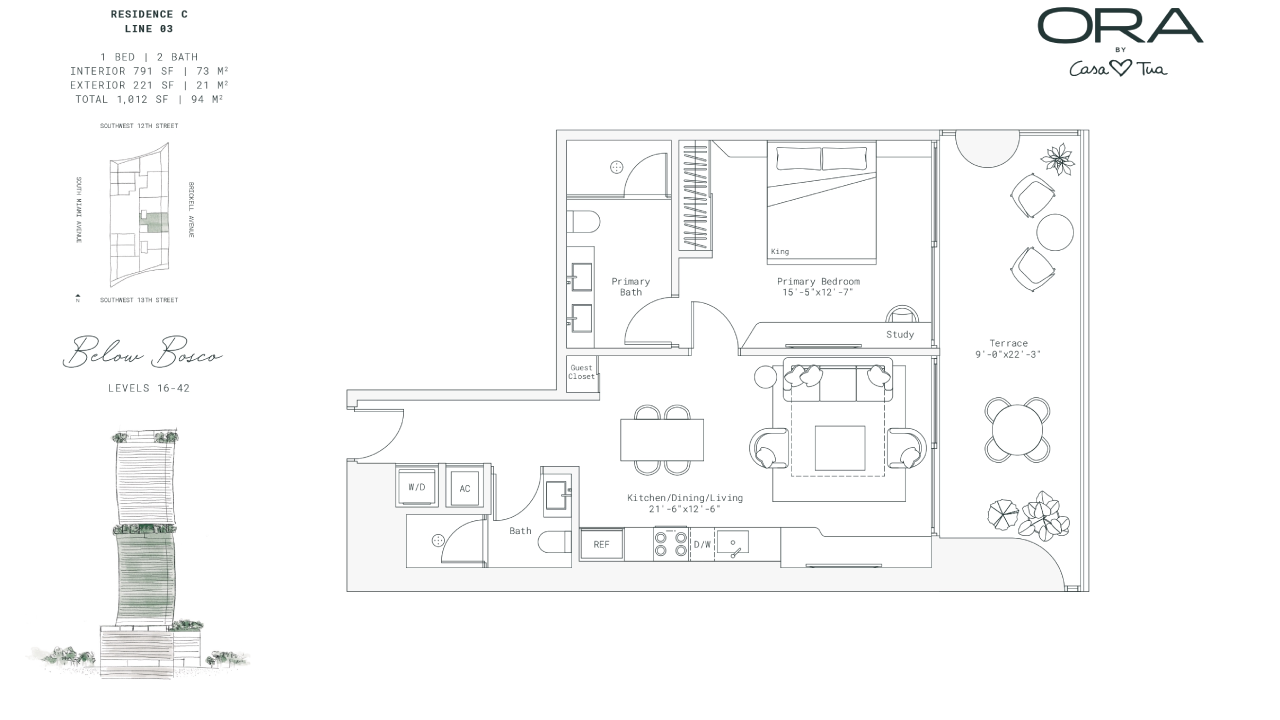 RESIDENCE C
LINE 03
1 BED | 2 BATH
INTERIOR 791 SF | 73 M²
EXTERIOR 221 SF | 21 M²
TOTAL 1,012 SF | 94 M²
SOUTHWEST 12TH STREET
SOUTH MIAMI AVENUE
BRICKELL AVENUE
N
SOUTHWEST 13TH STREET
Below Bosco
LEVELS 16-42
ORA
BY
Casa Tua
King
Primary
Bath
Primary Bedroom
15'-5"x12'-7"
Study
Terrace
9'-0"x22'-3"
Guest
Closet
W/D
AC
Kitchen/Dining/Living
21'-6"x12'-6"
Bath
REF
D/W